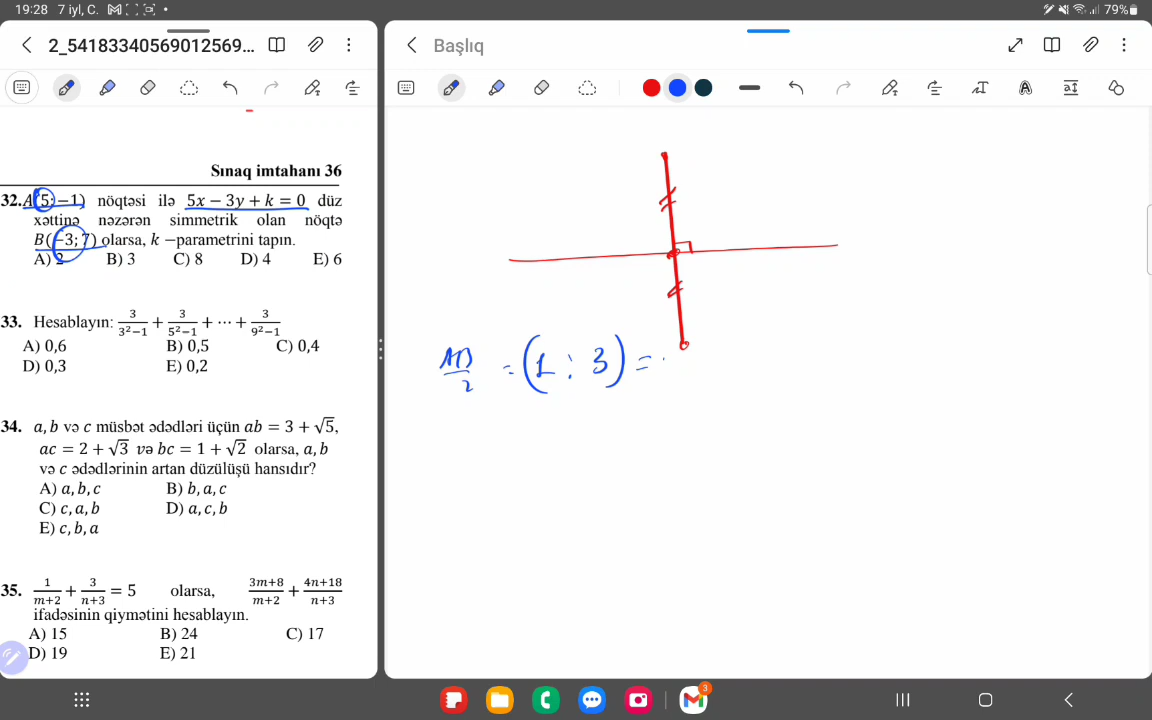 19:28 7 iyl, C.
79%
2_54183340569012569...
Başlıq
Sınaq imtahanı 36
32. A(5; −1) nöqtəsi ilə 5x − 3y + k = 0 düz
xəttinə nəzərən simmetrik olan nöqtə
B(−3; 7) olarsa, k −parametrini tapın.
A) 2 B) 3 C) 8 D) 4 E) 6
33. Hesablayın: 3/(3²−1) + 3/(5²−1) + ⋯ + 3/(9²−1)
A) 0,6 B) 0,5 C) 0,4
D) 0,3 E) 0,2
34. a, b və c müsbət ədədləri üçün ab = 3 + √5,
ac = 2 + √3 və bc = 1 + √2 olarsa, a, b
və c ədədlərinin artan düzülüşü hansıdır?
A) a, b, c B) b, a, c
C) c, a, b D) a, c, b
E) c, b, a
35. 1/(m+2) + 3/(n+3) = 5 olarsa, (3m+8)/(m+2) + (4n+18)/(n+3)
ifadəsinin qiymətini hesablayın.
A) 15 B) 24 C) 17
D) 19 E) 21
AB/2 = (1 ; 3) =
3